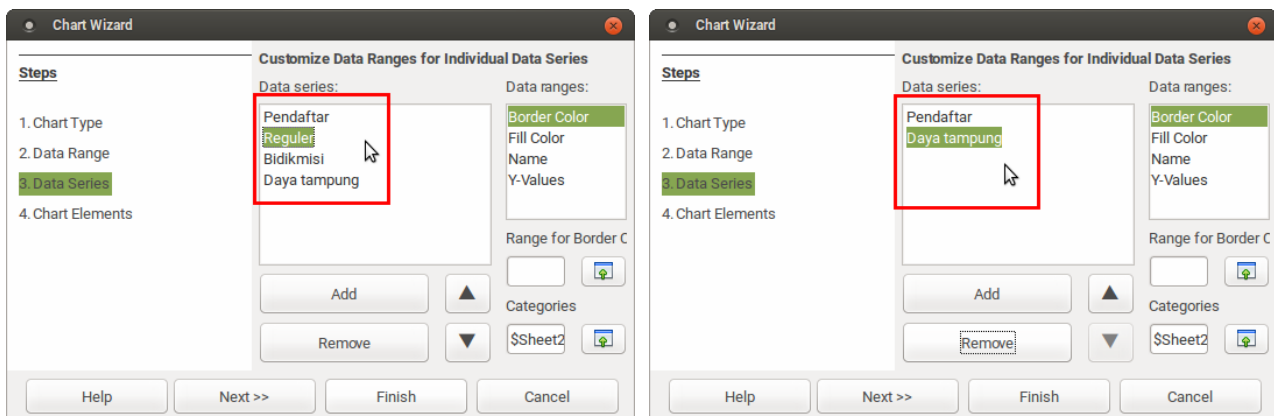 Chart Wizard
Steps
1. Chart Type
2. Data Range
3. Data Series
4. Chart Elements
Customize Data Ranges for Individual Data Series
Data series:
Pendaftar
Reguler
Bidikmisi
Daya tampung
Data ranges:
Border Color
Fill Color
Name
Y-Values
Range for Border C
Add
Remove
Categories
$Sheet2
Help
Next >>
Finish
Cancel
Chart Wizard
Steps
1. Chart Type
2. Data Range
3. Data Series
4. Chart Elements
Customize Data Ranges for Individual Data Series
Data series:
Pendaftar
Daya tampung
Data ranges:
Border Color
Fill Color
Name
Y-Values
Range for Border C
Add
Remove
Categories
$Sheet2
Help
Next >>
Finish
Cancel